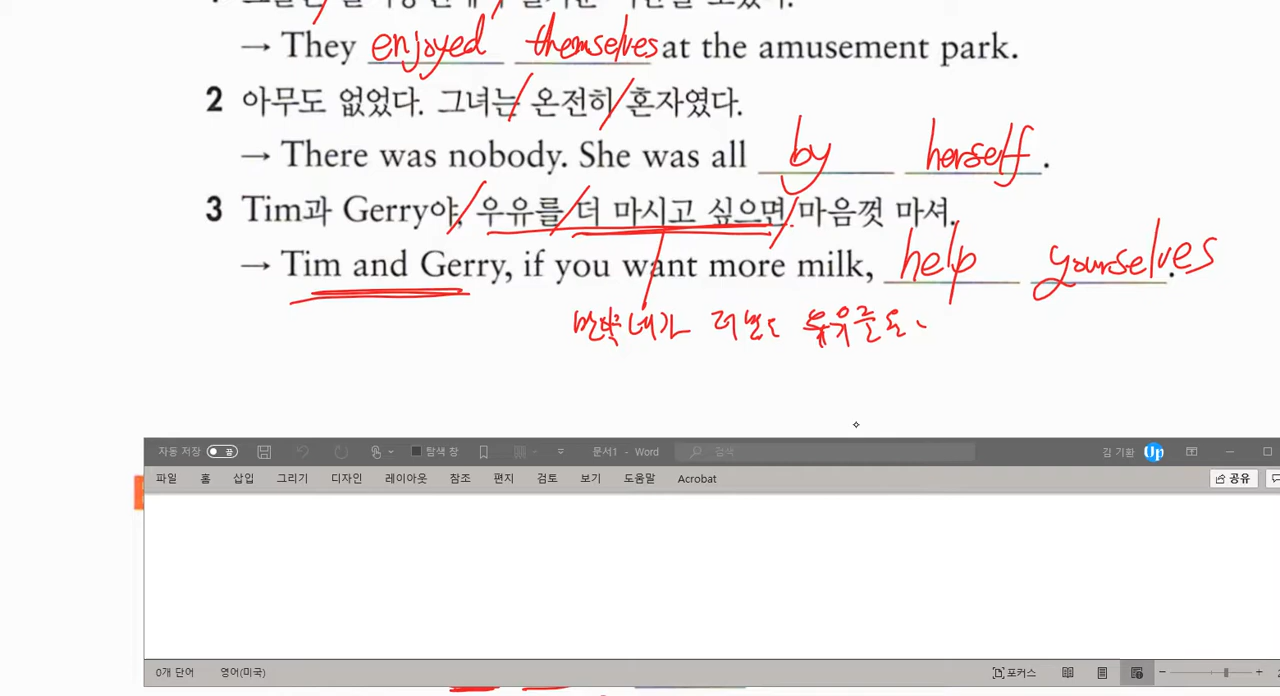 → They enjoyed themselves at the amusement park.
2 아무도 없었다. 그녀는 온전히 혼자였다.
→ There was nobody. She was all by herself.
3 Tim과 Gerry야, 우유를 더 마시고 싶으면 마음껏 마셔.
→ Tim and Gerry, if you want more milk, help yourselves.
네가
자동 저장 끔 탐색 창 문서1 - Word 검색 김 기환 Up
파일 홈 삽입 그리기 디자인 레이아웃 참조 편지 검토 보기 도움말 Acrobat 공유
0개 단어 영어(미국) 포커스